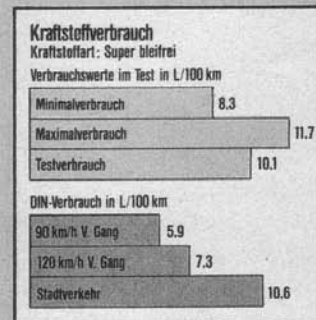 Kraftstoffverbrauch
Kraftstoffart: Super bleifrei
Verbrauchswerte im Test in L/100 km
Minimalverbrauch 8.3
Maximalverbrauch 11.7
Testverbrauch 10.1
DIN-Verbrauch in L/100 km
90 km/h V. Gang 5.9
120 km/h V. Gang 7.3
Stadtverkehr 10.6